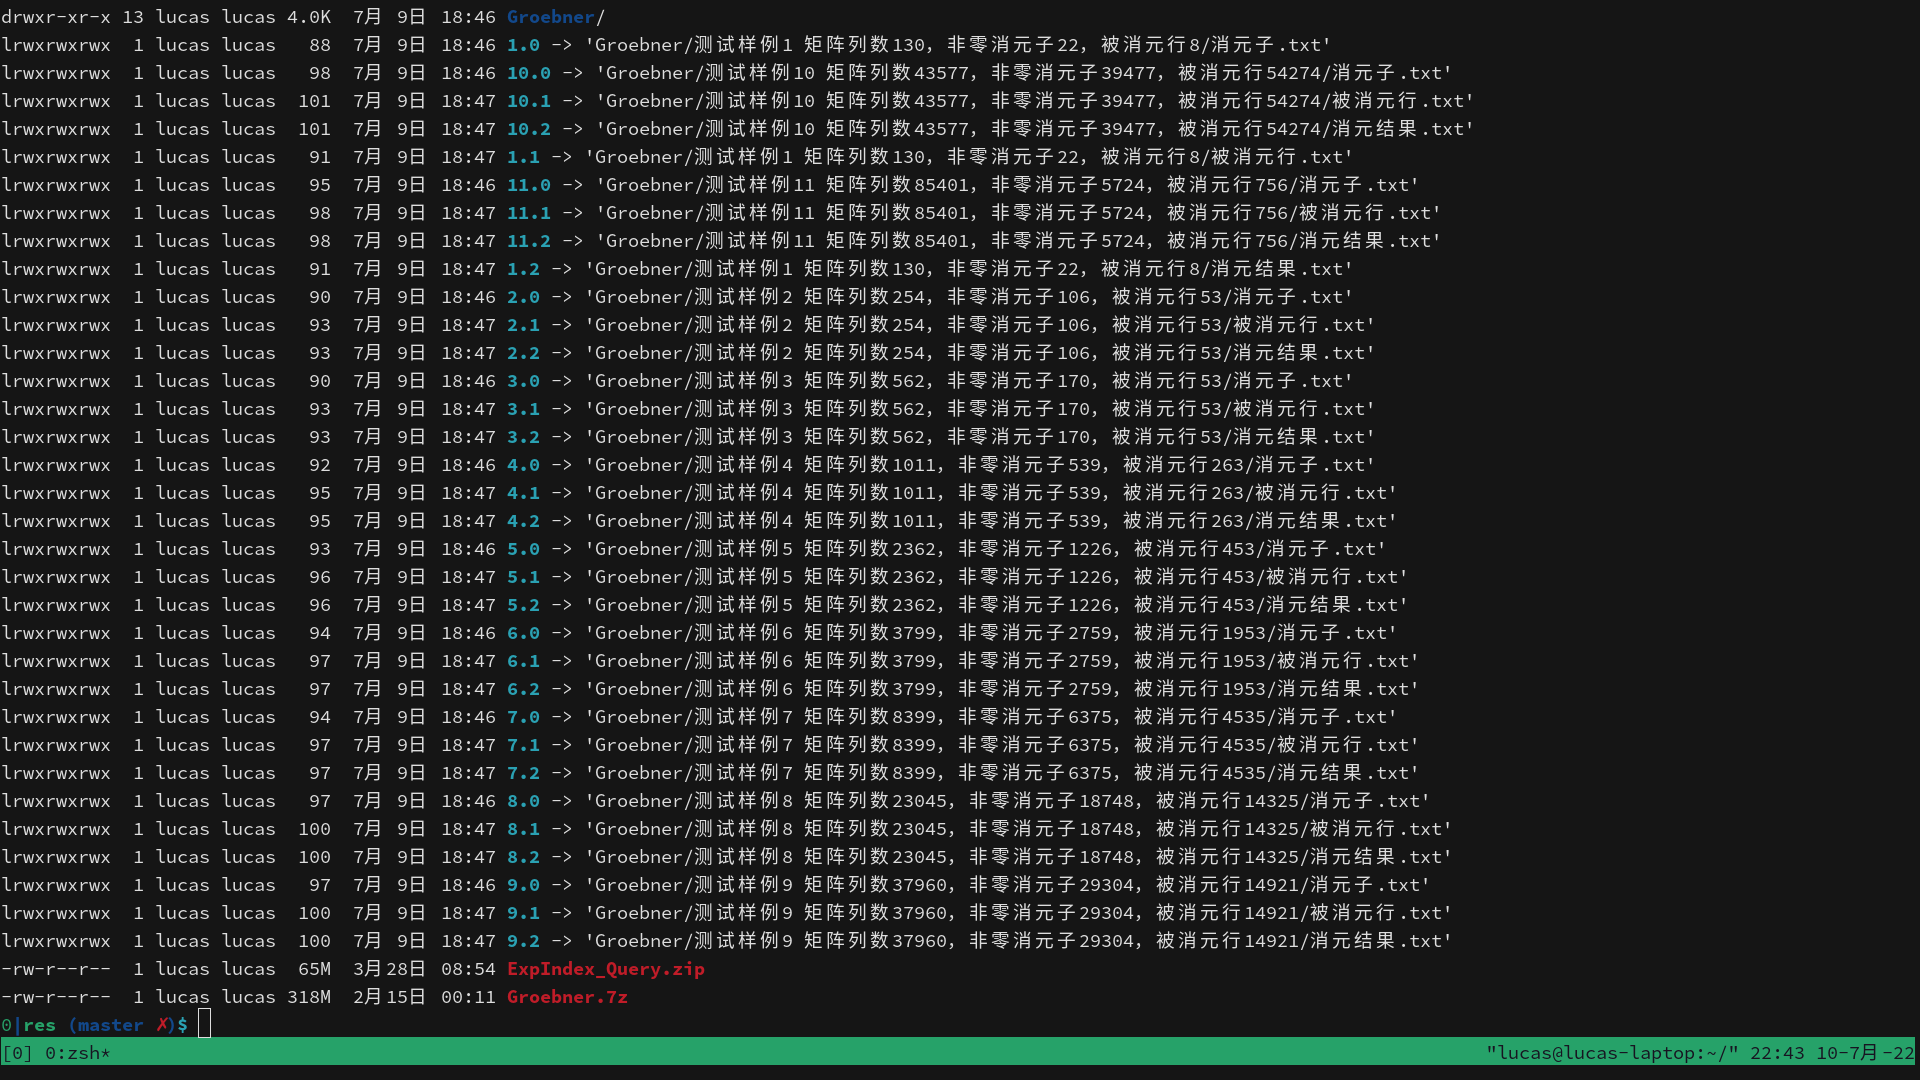 drwxr-xr-x 13 lucas lucas 4.0K  7月  9日 18:46 Groebner/
lrwxrwxrwx  1 lucas lucas   88  7月  9日 18:46 1.0 -> 'Groebner/测试样例1 矩阵列数130，非零消元子22，被消元行8/消元子.txt'
lrwxrwxrwx  1 lucas lucas   98  7月  9日 18:46 10.0 -> 'Groebner/测试样例10 矩阵列数43577，非零消元子39477，被消元行54274/消元子.txt'
lrwxrwxrwx  1 lucas lucas  101  7月  9日 18:47 10.1 -> 'Groebner/测试样例10 矩阵列数43577，非零消元子39477，被消元行54274/被消元行.txt'
lrwxrwxrwx  1 lucas lucas  101  7月  9日 18:47 10.2 -> 'Groebner/测试样例10 矩阵列数43577，非零消元子39477，被消元行54274/消元结果.txt'
lrwxrwxrwx  1 lucas lucas   91  7月  9日 18:47 1.1 -> 'Groebner/测试样例1 矩阵列数130，非零消元子22，被消元行8/被消元行.txt'
lrwxrwxrwx  1 lucas lucas   95  7月  9日 18:46 11.0 -> 'Groebner/测试样例11 矩阵列数85401，非零消元子5724，被消元行756/消元子.txt'
lrwxrwxrwx  1 lucas lucas   98  7月  9日 18:47 11.1 -> 'Groebner/测试样例11 矩阵列数85401，非零消元子5724，被消元行756/被消元行.txt'
lrwxrwxrwx  1 lucas lucas   98  7月  9日 18:47 11.2 -> 'Groebner/测试样例11 矩阵列数85401，非零消元子5724，被消元行756/消元结果.txt'
lrwxrwxrwx  1 lucas lucas   91  7月  9日 18:47 1.2 -> 'Groebner/测试样例1 矩阵列数130，非零消元子22，被消元行8/消元结果.txt'
lrwxrwxrwx  1 lucas lucas   90  7月  9日 18:46 2.0 -> 'Groebner/测试样例2 矩阵列数254，非零消元子106，被消元行53/消元子.txt'
lrwxrwxrwx  1 lucas lucas   93  7月  9日 18:47 2.1 -> 'Groebner/测试样例2 矩阵列数254，非零消元子106，被消元行53/被消元行.txt'
lrwxrwxrwx  1 lucas lucas   93  7月  9日 18:47 2.2 -> 'Groebner/测试样例2 矩阵列数254，非零消元子106，被消元行53/消元结果.txt'
lrwxrwxrwx  1 lucas lucas   90  7月  9日 18:46 3.0 -> 'Groebner/测试样例3 矩阵列数562，非零消元子170，被消元行53/消元子.txt'
lrwxrwxrwx  1 lucas lucas   93  7月  9日 18:47 3.1 -> 'Groebner/测试样例3 矩阵列数562，非零消元子170，被消元行53/被消元行.txt'
lrwxrwxrwx  1 lucas lucas   93  7月  9日 18:47 3.2 -> 'Groebner/测试样例3 矩阵列数562，非零消元子170，被消元行53/消元结果.txt'
lrwxrwxrwx  1 lucas lucas   92  7月  9日 18:46 4.0 -> 'Groebner/测试样例4 矩阵列数1011，非零消元子539，被消元行263/消元子.txt'
lrwxrwxrwx  1 lucas lucas   95  7月  9日 18:47 4.1 -> 'Groebner/测试样例4 矩阵列数1011，非零消元子539，被消元行263/被消元行.txt'
lrwxrwxrwx  1 lucas lucas   95  7月  9日 18:47 4.2 -> 'Groebner/测试样例4 矩阵列数1011，非零消元子539，被消元行263/消元结果.txt'
lrwxrwxrwx  1 lucas lucas   93  7月  9日 18:46 5.0 -> 'Groebner/测试样例5 矩阵列数2362，非零消元子1226，被消元行453/消元子.txt'
lrwxrwxrwx  1 lucas lucas   96  7月  9日 18:47 5.1 -> 'Groebner/测试样例5 矩阵列数2362，非零消元子1226，被消元行453/被消元行.txt'
lrwxrwxrwx  1 lucas lucas   96  7月  9日 18:47 5.2 -> 'Groebner/测试样例5 矩阵列数2362，非零消元子1226，被消元行453/消元结果.txt'
lrwxrwxrwx  1 lucas lucas   94  7月  9日 18:46 6.0 -> 'Groebner/测试样例6 矩阵列数3799，非零消元子2759，被消元行1953/消元子.txt'
lrwxrwxrwx  1 lucas lucas   97  7月  9日 18:47 6.1 -> 'Groebner/测试样例6 矩阵列数3799，非零消元子2759，被消元行1953/被消元行.txt'
lrwxrwxrwx  1 lucas lucas   97  7月  9日 18:47 6.2 -> 'Groebner/测试样例6 矩阵列数3799，非零消元子2759，被消元行1953/消元结果.txt'
lrwxrwxrwx  1 lucas lucas   94  7月  9日 18:46 7.0 -> 'Groebner/测试样例7 矩阵列数8399，非零消元子6375，被消元行4535/消元子.txt'
lrwxrwxrwx  1 lucas lucas   97  7月  9日 18:47 7.1 -> 'Groebner/测试样例7 矩阵列数8399，非零消元子6375，被消元行4535/被消元行.txt'
lrwxrwxrwx  1 lucas lucas   97  7月  9日 18:47 7.2 -> 'Groebner/测试样例7 矩阵列数8399，非零消元子6375，被消元行4535/消元结果.txt'
lrwxrwxrwx  1 lucas lucas   97  7月  9日 18:46 8.0 -> 'Groebner/测试样例8 矩阵列数23045，非零消元子18748，被消元行14325/消元子.txt'
lrwxrwxrwx  1 lucas lucas  100  7月  9日 18:47 8.1 -> 'Groebner/测试样例8 矩阵列数23045，非零消元子18748，被消元行14325/被消元行.txt'
lrwxrwxrwx  1 lucas lucas  100  7月  9日 18:47 8.2 -> 'Groebner/测试样例8 矩阵列数23045，非零消元子18748，被消元行14325/消元结果.txt'
lrwxrwxrwx  1 lucas lucas   97  7月  9日 18:46 9.0 -> 'Groebner/测试样例9 矩阵列数37960，非零消元子29304，被消元行14921/消元子.txt'
lrwxrwxrwx  1 lucas lucas  100  7月  9日 18:47 9.1 -> 'Groebner/测试样例9 矩阵列数37960，非零消元子29304，被消元行14921/被消元行.txt'
lrwxrwxrwx  1 lucas lucas  100  7月  9日 18:47 9.2 -> 'Groebner/测试样例9 矩阵列数37960，非零消元子29304，被消元行14921/消元结果.txt'
-rw-r--r--  1 lucas lucas  65M  3月28日 08:54 ExpIndex_Query.zip
-rw-r--r--  1 lucas lucas 318M  2月15日 00:11 Groebner.7z
0|res (master ✗)$
[0] 0:zsh* "lucas@lucas-laptop:~/" 22:43 10-7月-22